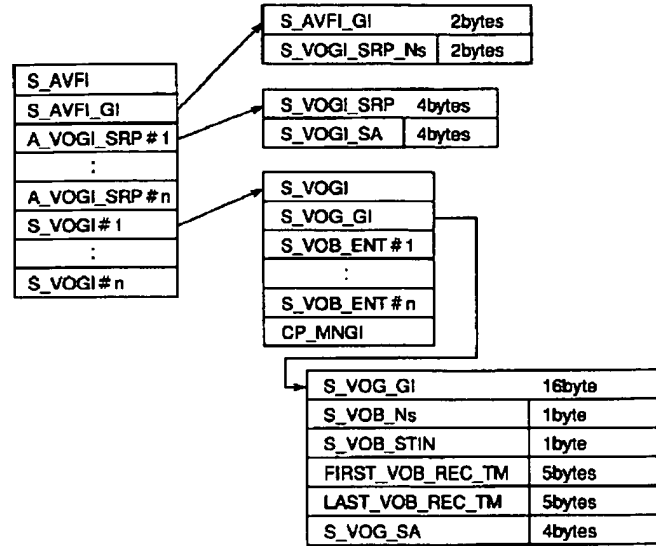 S_AVFI_GI 2bytes
S_VOGI_SRP_Ns 2bytes
S_AVFI
S_AVFI_GI
A_VOGI_SRP#1
:
A_VOGI_SRP#n
S_VOGI#1
:
S_VOGI#n
S_VOGI_SRP 4bytes
S_VOGI_SA 4bytes
S_VOGI
S_VOG_GI
S_VOB_ENT#1
:
S_VOB_ENT#n
CP_MNGI
S_VOG_GI 16byte
S_VOB_Ns 1byte
S_VOB_STIN 1byte
FIRST_VOB_REC_TM 5bytes
LAST_VOB_REC_TM 5bytes
S_VOG_SA 4bytes